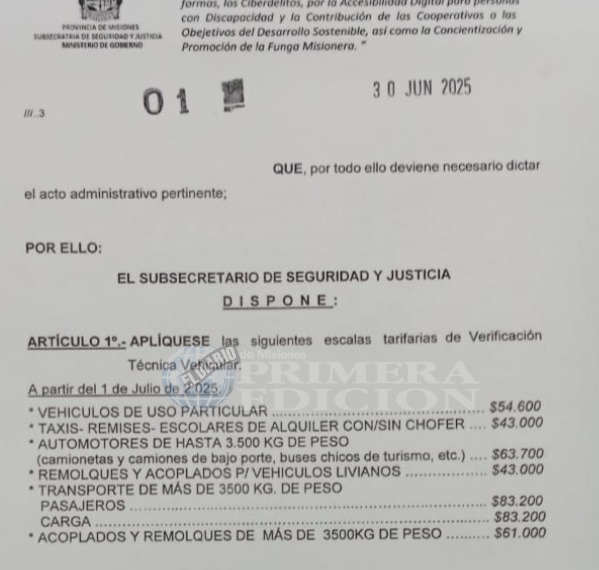 formas, los Ciberdelitos, por la Accesibilidad Digital para personas
con Discapacidad y la Contribución de las Cooperativas a los
Objetivos del Desarrollo Sostenible, así como la Concientización y
Promoción de la Funga Misionera. "
PROVINCIA DE MISIONES
SUBSECRETARIA DE SEGURIDAD Y JUSTICIA
MINISTERIO DE GOBIERNO
01
30 JUN 2025
///..3
QUE, por todo ello deviene necesario dictar
el acto administrativo pertinente;
POR ELLO:
EL SUBSECRETARIO DE SEGURIDAD Y JUSTICIA
D I S P O N E :
ARTÍCULO 1º.- APLÍQUESE las siguientes escalas tarifarias de Verificación
Técnica Vehicular.
EL DIARIO de Misiones
PRIMERA
EDICION
A partir del 1 de Julio de 2.025:
* VEHICULOS DE USO PARTICULAR ........................................ $54.600
* TAXIS- REMISES- ESCOLARES DE ALQUILER CON/SIN CHOFER .... $43.000
* AUTOMOTORES DE HASTA 3.500 KG DE PESO
(camionetas y camiones de bajo porte, buses chicos de turismo, etc.) .... $63.700
* REMOLQUES Y ACOPLADOS P/ VEHICULOS LIVIANOS ................ $43.000
* TRANSPORTE DE MÁS DE 3500 KG. DE PESO
PASAJEROS ................................................................ $83.200
CARGA ...................................................................... $83.200
* ACOPLADOS Y REMOLQUES DE MÁS DE 3500KG DE PESO .......... $61.000